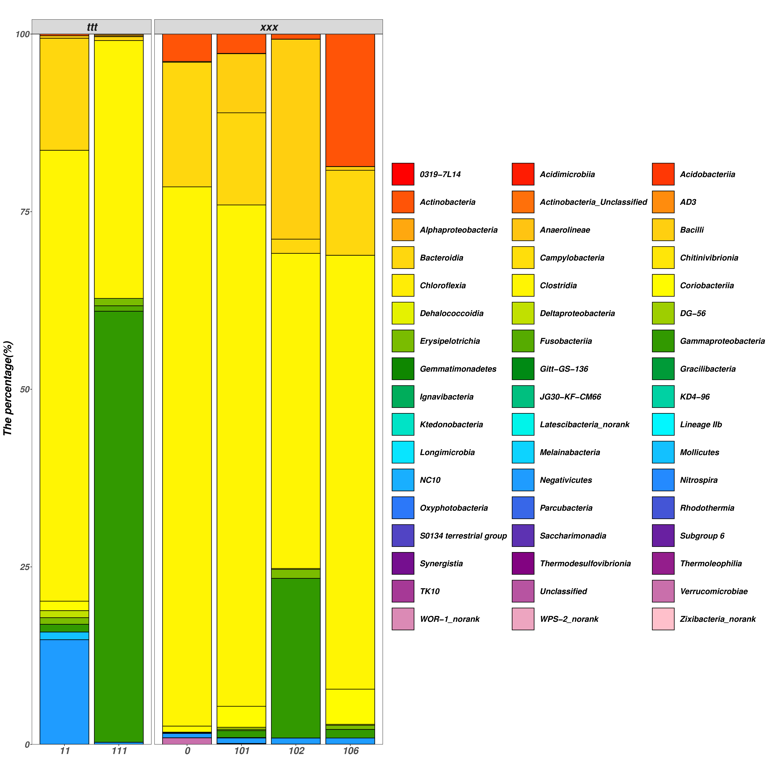 ttt
xxx
100
75
50
25
0
The percentage(%)
11
111
0
101
102
106
0319−7L14
Acidimicrobiia
Acidobacteriia
Actinobacteria
Actinobacteria_Unclassified
AD3
Alphaproteobacteria
Anaerolineae
Bacilli
Bacteroidia
Campylobacteria
Chitinivibrionia
Chloroflexia
Clostridia
Coriobacteriia
Dehalococcoidia
Deltaproteobacteria
DG−56
Erysipelotrichia
Fusobacteriia
Gammaproteobacteria
Gemmatimonadetes
Gitt−GS−136
Gracilibacteria
Ignavibacteria
JG30−KF−CM66
KD4−96
Ktedonobacteria
Latescibacteria_norank
Lineage IIb
Longimicrobia
Melainabacteria
Mollicutes
NC10
Negativicutes
Nitrospira
Oxyphotobacteria
Parcubacteria
Rhodothermia
S0134 terrestrial group
Saccharimonadia
Subgroup 6
Synergistia
Thermodesulfovibrionia
Thermoleophilia
TK10
Unclassified
Verrucomicrobiae
WOR−1_norank
WPS−2_norank
Zixibacteria_norank